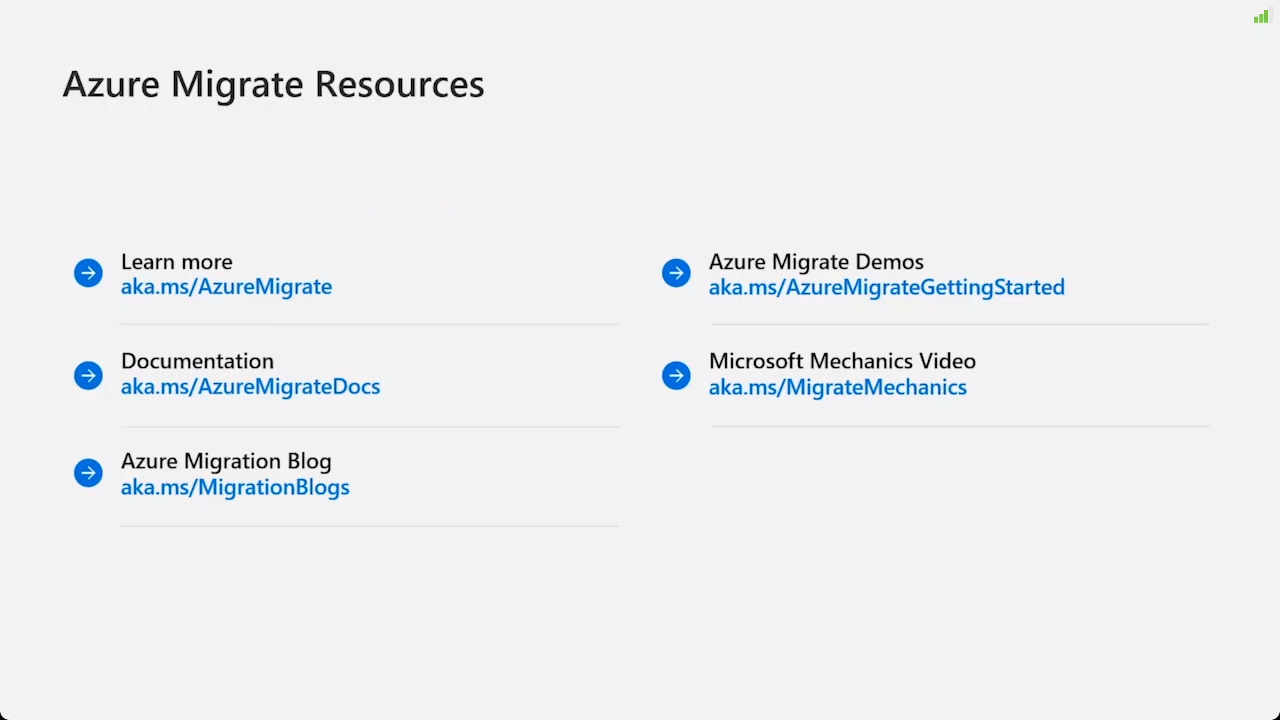 Azure Migrate Resources
Learn more
aka.ms/AzureMigrate
Documentation
aka.ms/AzureMigrateDocs
Azure Migration Blog
aka.ms/MigrationBlogs
Azure Migrate Demos
aka.ms/AzureMigrateGettingStarted
Microsoft Mechanics Video
aka.ms/MigrateMechanics